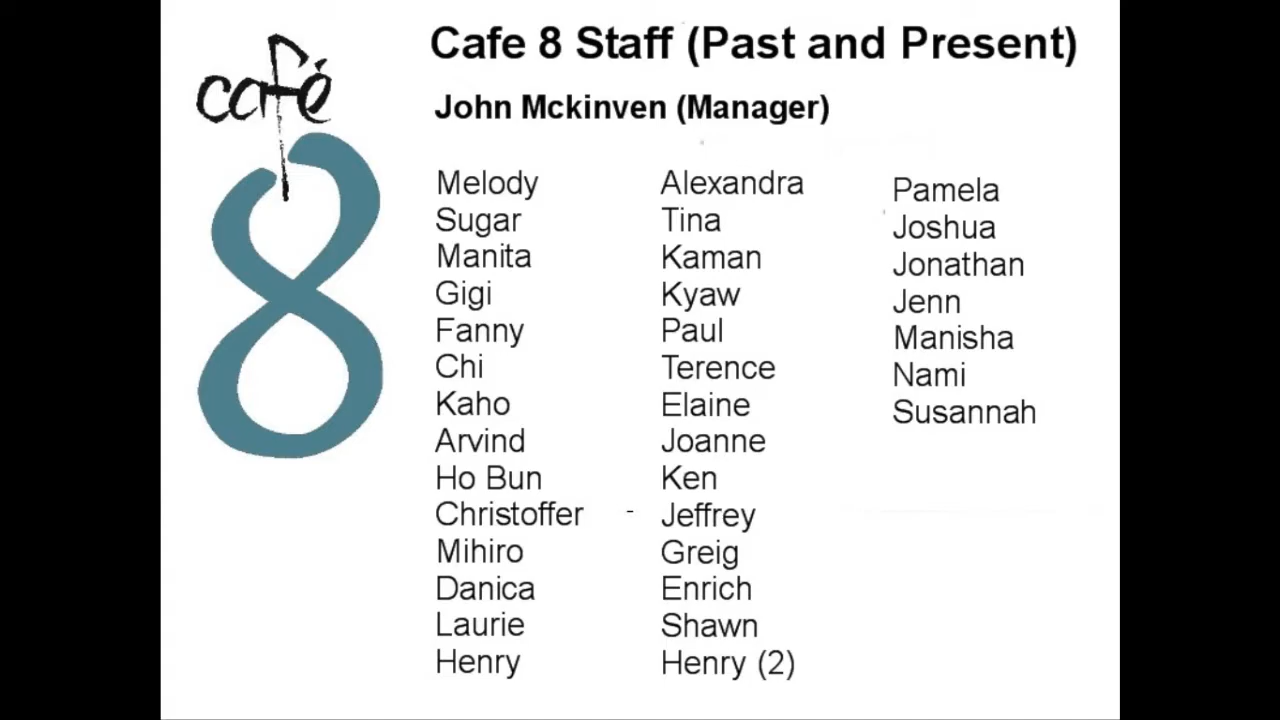 café
8
Cafe 8 Staff (Past and Present)
John Mckinven (Manager)
Melody
Sugar
Manita
Gigi
Fanny
Chi
Kaho
Arvind
Ho Bun
Christoffer
Mihiro
Danica
Laurie
Henry
Alexandra
Tina
Kaman
Kyaw
Paul
Terence
Elaine
Joanne
Ken
- Jeffrey
Greig
Enrich
Shawn
Henry (2)
Pamela
Joshua
Jonathan
Jenn
Manisha
Nami
Susannah